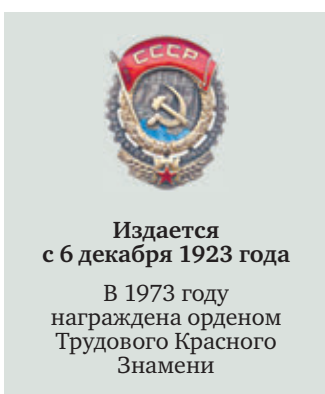 СССР
Издается
с 6 декабря 1923 года
В 1973 году
награждена орденом
Трудового Красного
Знамени